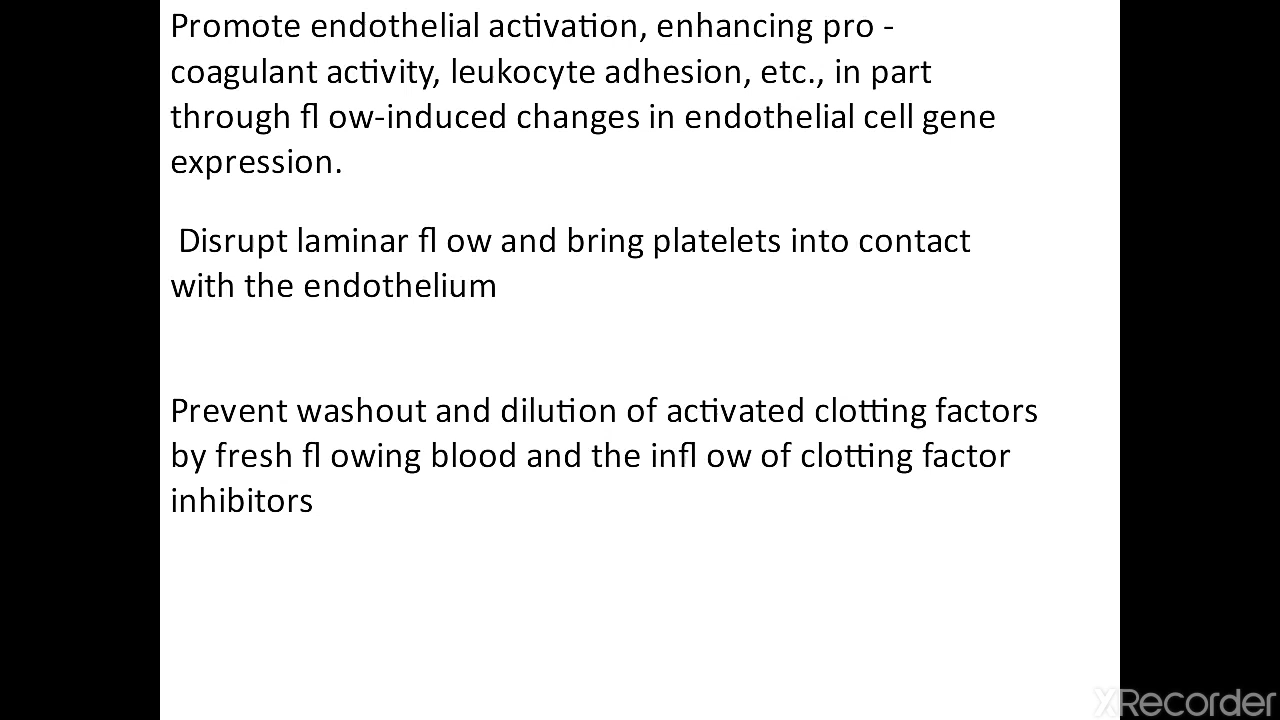 Promote endothelial activation, enhancing pro -
coagulant activity, leukocyte adhesion, etc., in part
through fl ow-induced changes in endothelial cell gene
expression.
Disrupt laminar fl ow and bring platelets into contact
with the endothelium
Prevent washout and dilution of activated clotting factors
by fresh fl owing blood and the infl ow of clotting factor
inhibitors
XRecorder